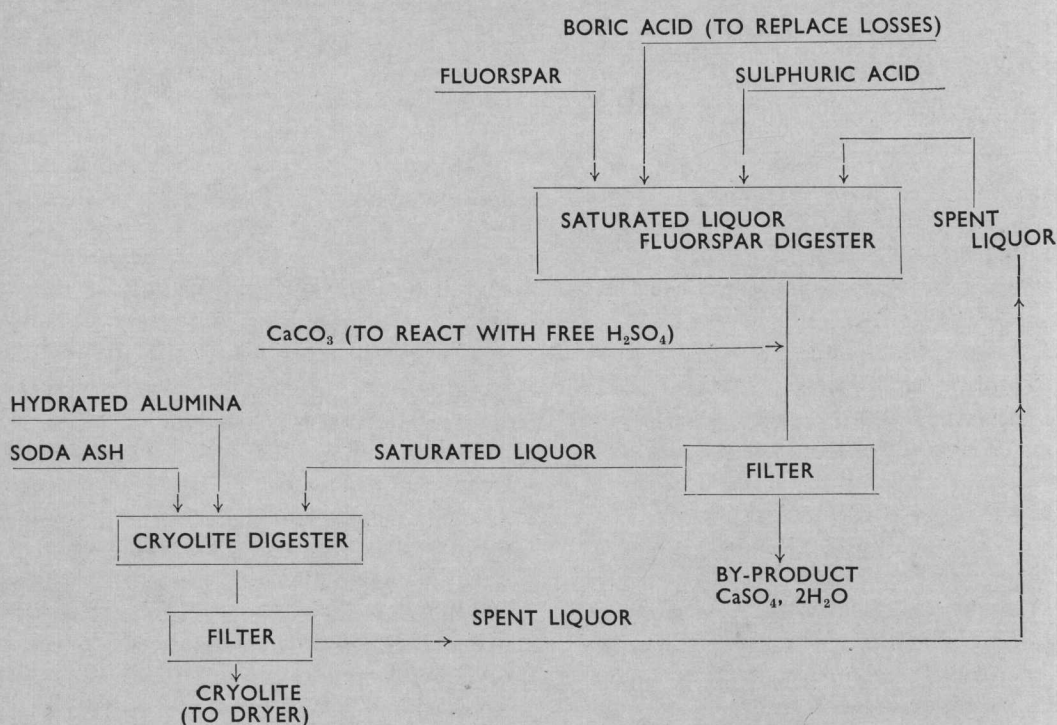 BORIC ACID (TO REPLACE LOSSES)
FLUORSPAR
SULPHURIC ACID
SATURATED LIQUOR
FLUORSPAR DIGESTER
SPENT
LIQUOR
CaCO₃ (TO REACT WITH FREE H₂SO₄)
HYDRATED ALUMINA
SODA ASH
SATURATED LIQUOR
FILTER
CRYOLITE DIGESTER
BY-PRODUCT
CaSO₄, 2H₂O
FILTER
SPENT LIQUOR
CRYOLITE
(TO DRYER)